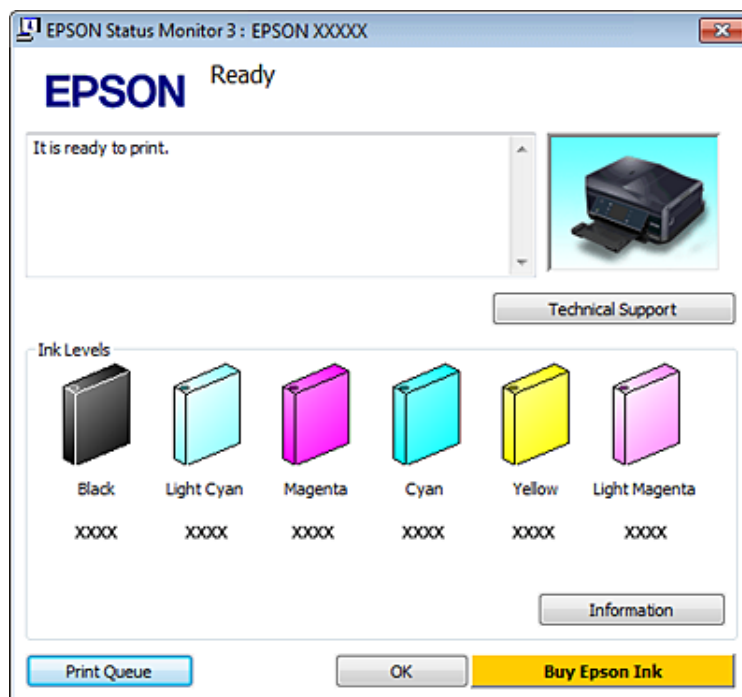 EPSON Status Monitor 3 : EPSON XXXXX
EPSON
Ready
It is ready to print.
Technical Support
Ink Levels
Black Light Cyan Magenta Cyan Yellow Light Magenta
XXXX XXXX XXXX XXXX XXXX XXXX
Information
Print Queue OK Buy Epson Ink